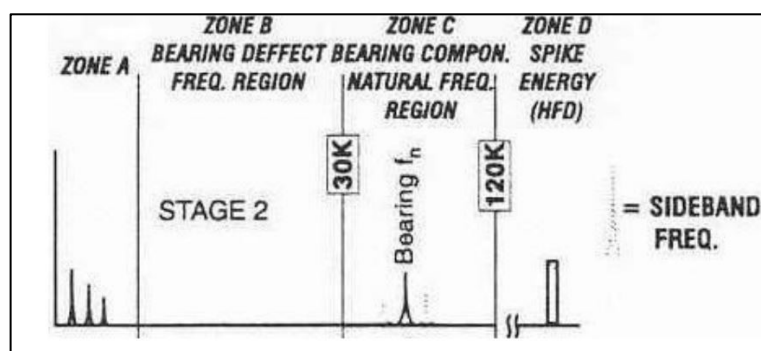 ZONE A
ZONE B
BEARING DEFFECT
FREQ. REGION
ZONE C
BEARING COMPON.
NATURAL FREQ.
REGION
ZONE D
SPIKE
ENERGY
(HFD)
STAGE 2
30K
Bearing fn
120K
= SIDEBAND
FREQ.